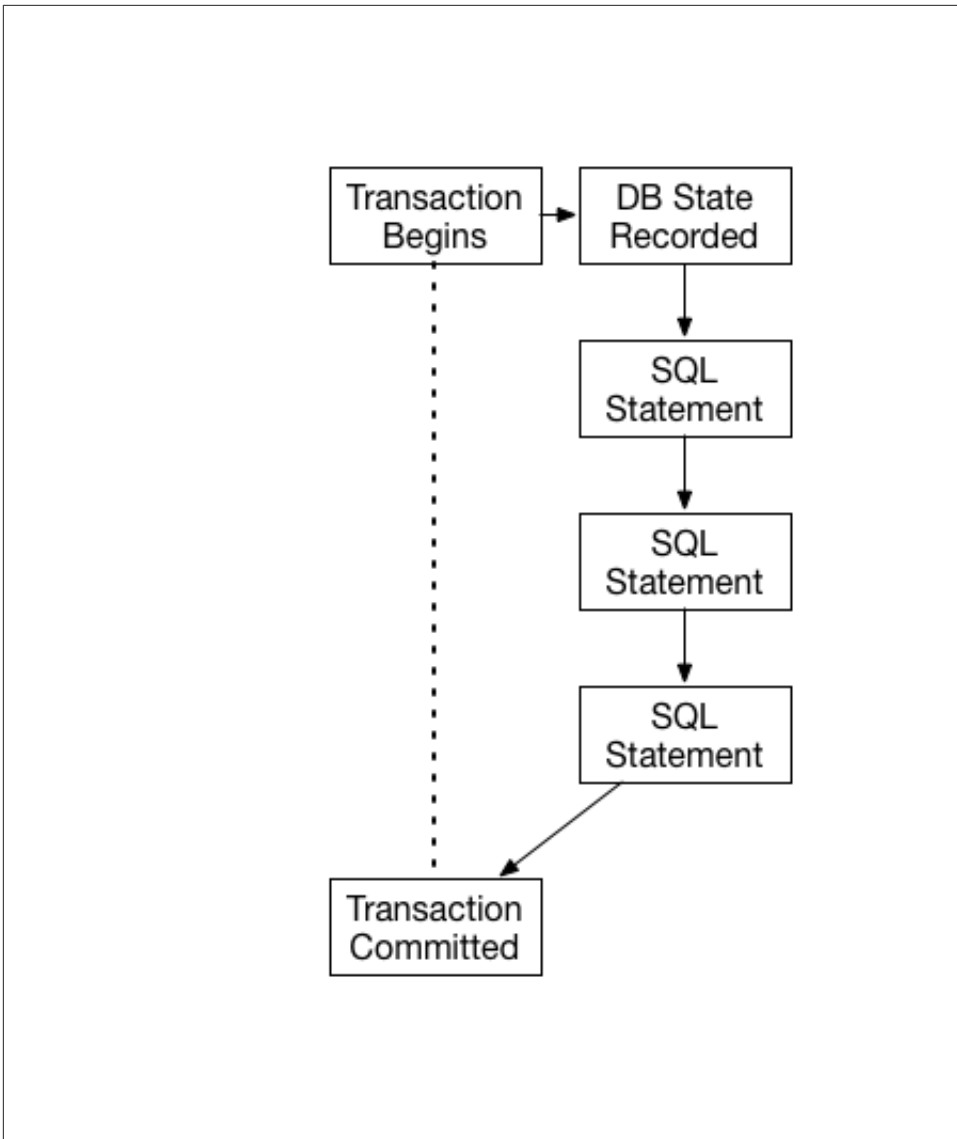 Transaction
Begins
DB State
Recorded
SQL
Statement
SQL
Statement
SQL
Statement
Transaction
Committed